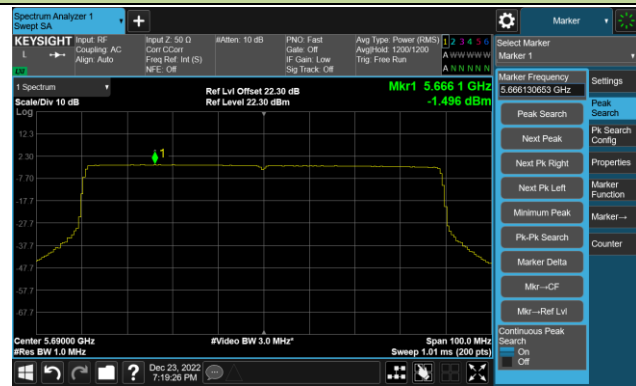 Spectrum Analyzer 1
Swept SA
Marker
KEYSIGHT
L
LW
Input: RF
Coupling: AC
Align: Auto
Input Z: 50 Ω
Corr CCorr
Freq Ref: Int (S)
NFE: Off
#Atten: 10 dB
PNO: Fast
Gate: Off
IF Gain: Low
Sig Track: Off
Avg Type: Power (RMS)
Avg|Hold: 1200/1200
Trig: Free Run
1 2 3 4 5 6
A W W W W W
A N N N N N
Select Marker
Marker 1
1 Spectrum
Scale/Div 10 dB
Log
Ref Lvl Offset 22.30 dB
Ref Level 22.30 dBm
Mkr1 5.666 1 GHz
-1.496 dBm
12.3
2.30
-7.70
-17.7
-27.7
-37.7
-47.7
-57.7
-67.7
1
Center 5.69000 GHz
#Res BW 1.0 MHz
#Video BW 3.0 MHz*
Span 100.0 MHz
Sweep 1.01 ms (200 pts)
Marker Frequency
5.666130653 GHz
Peak Search
Next Peak
Next Pk Right
Next Pk Left
Minimum Peak
Pk-Pk Search
Marker Delta
Mkr→CF
Mkr→Ref Lvl
Continuous Peak
Search
On
Off
Settings
Peak
Search
Pk Search
Config
Properties
Marker
Function
Marker→
Counter
?
Dec 23, 2022
7:19:26 PM